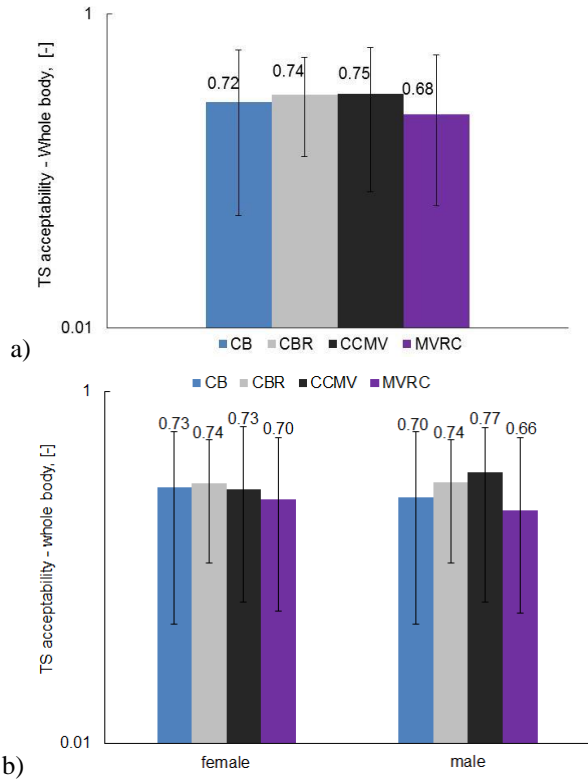 1
TS acceptability - Whole body, [-]
0.72 0.74 0.75 0.68
0.01
CB CBR CCMV MVRC
a)
1
CB CBR CCMV MVRC
TS acceptability - whole body, [-]
0.73 0.74 0.73 0.70 0.70 0.74 0.77 0.66
0.01
female male
b)